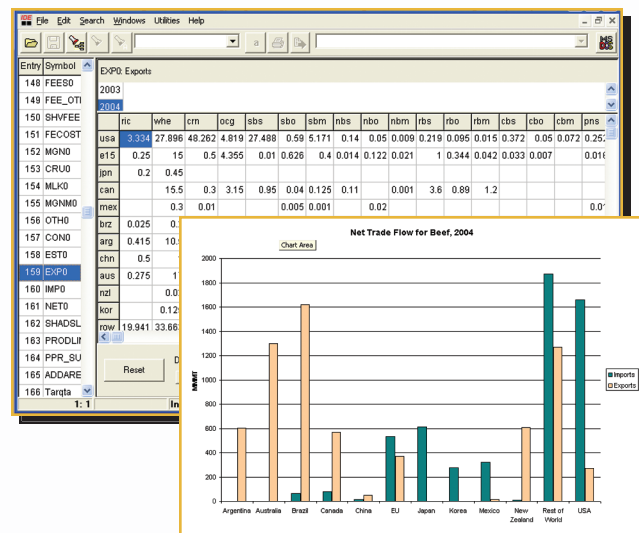 IDE File Edit Search Windows Utilities Help
Entry Symbol
148 FEES0
149 FEE_OTI
150 SHVFEE
151 FECOST
152 MGN0
153 CRU0
154 MLK0
155 MGNM0
156 OTH0
157 CON0
158 EST0
159 EXP0
160 IMP0
161 NET0
162 SHADSL
163 PRODLI
164 PPR_SU
165 ADDARE
166 Tarqta
1: 1
EXP0: Exports
2003
2004
ric whe crn ocg sbs sbo sbm nbs nbo nbm rbs rbo rbm cbs cbo cbm pns
usa 3.334 27.896 48.262 4.819 27.488 0.59 5.171 0.14 0.05 0.009 0.219 0.095 0.015 0.372 0.05 0.072 0.252
e15 0.25 15 0.5 4.355 0.01 0.626 0.4 0.014 0.122 0.021 1 0.344 0.042 0.033 0.007 0.016
jpn 0.2 0.45
can 15.5 0.3 3.15 0.95 0.04 0.125 0.11 0.001 3.6 0.89 1.2
mex 0.3 0.01 0.005 0.001 0.02
brz 0.025
arg 0.415 10.
chn 0.5
aus 0.275
nzl
kor
row 19.941 33.66
Reset
Net Trade Flow for Beef, 2004
Chart Area
MMMT
2000
1800
1600
1400
1200
1000
800
600
400
200
0
Argentina Australia Brazil Canada China EU Japan Korea Mexico New Zealand Rest of World USA
Imports
Exports